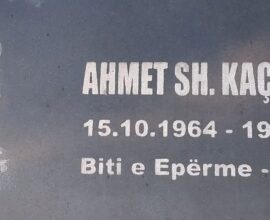 AHMET SH. KAÇ
15.10.1964 - 19
Biti e Epërme -